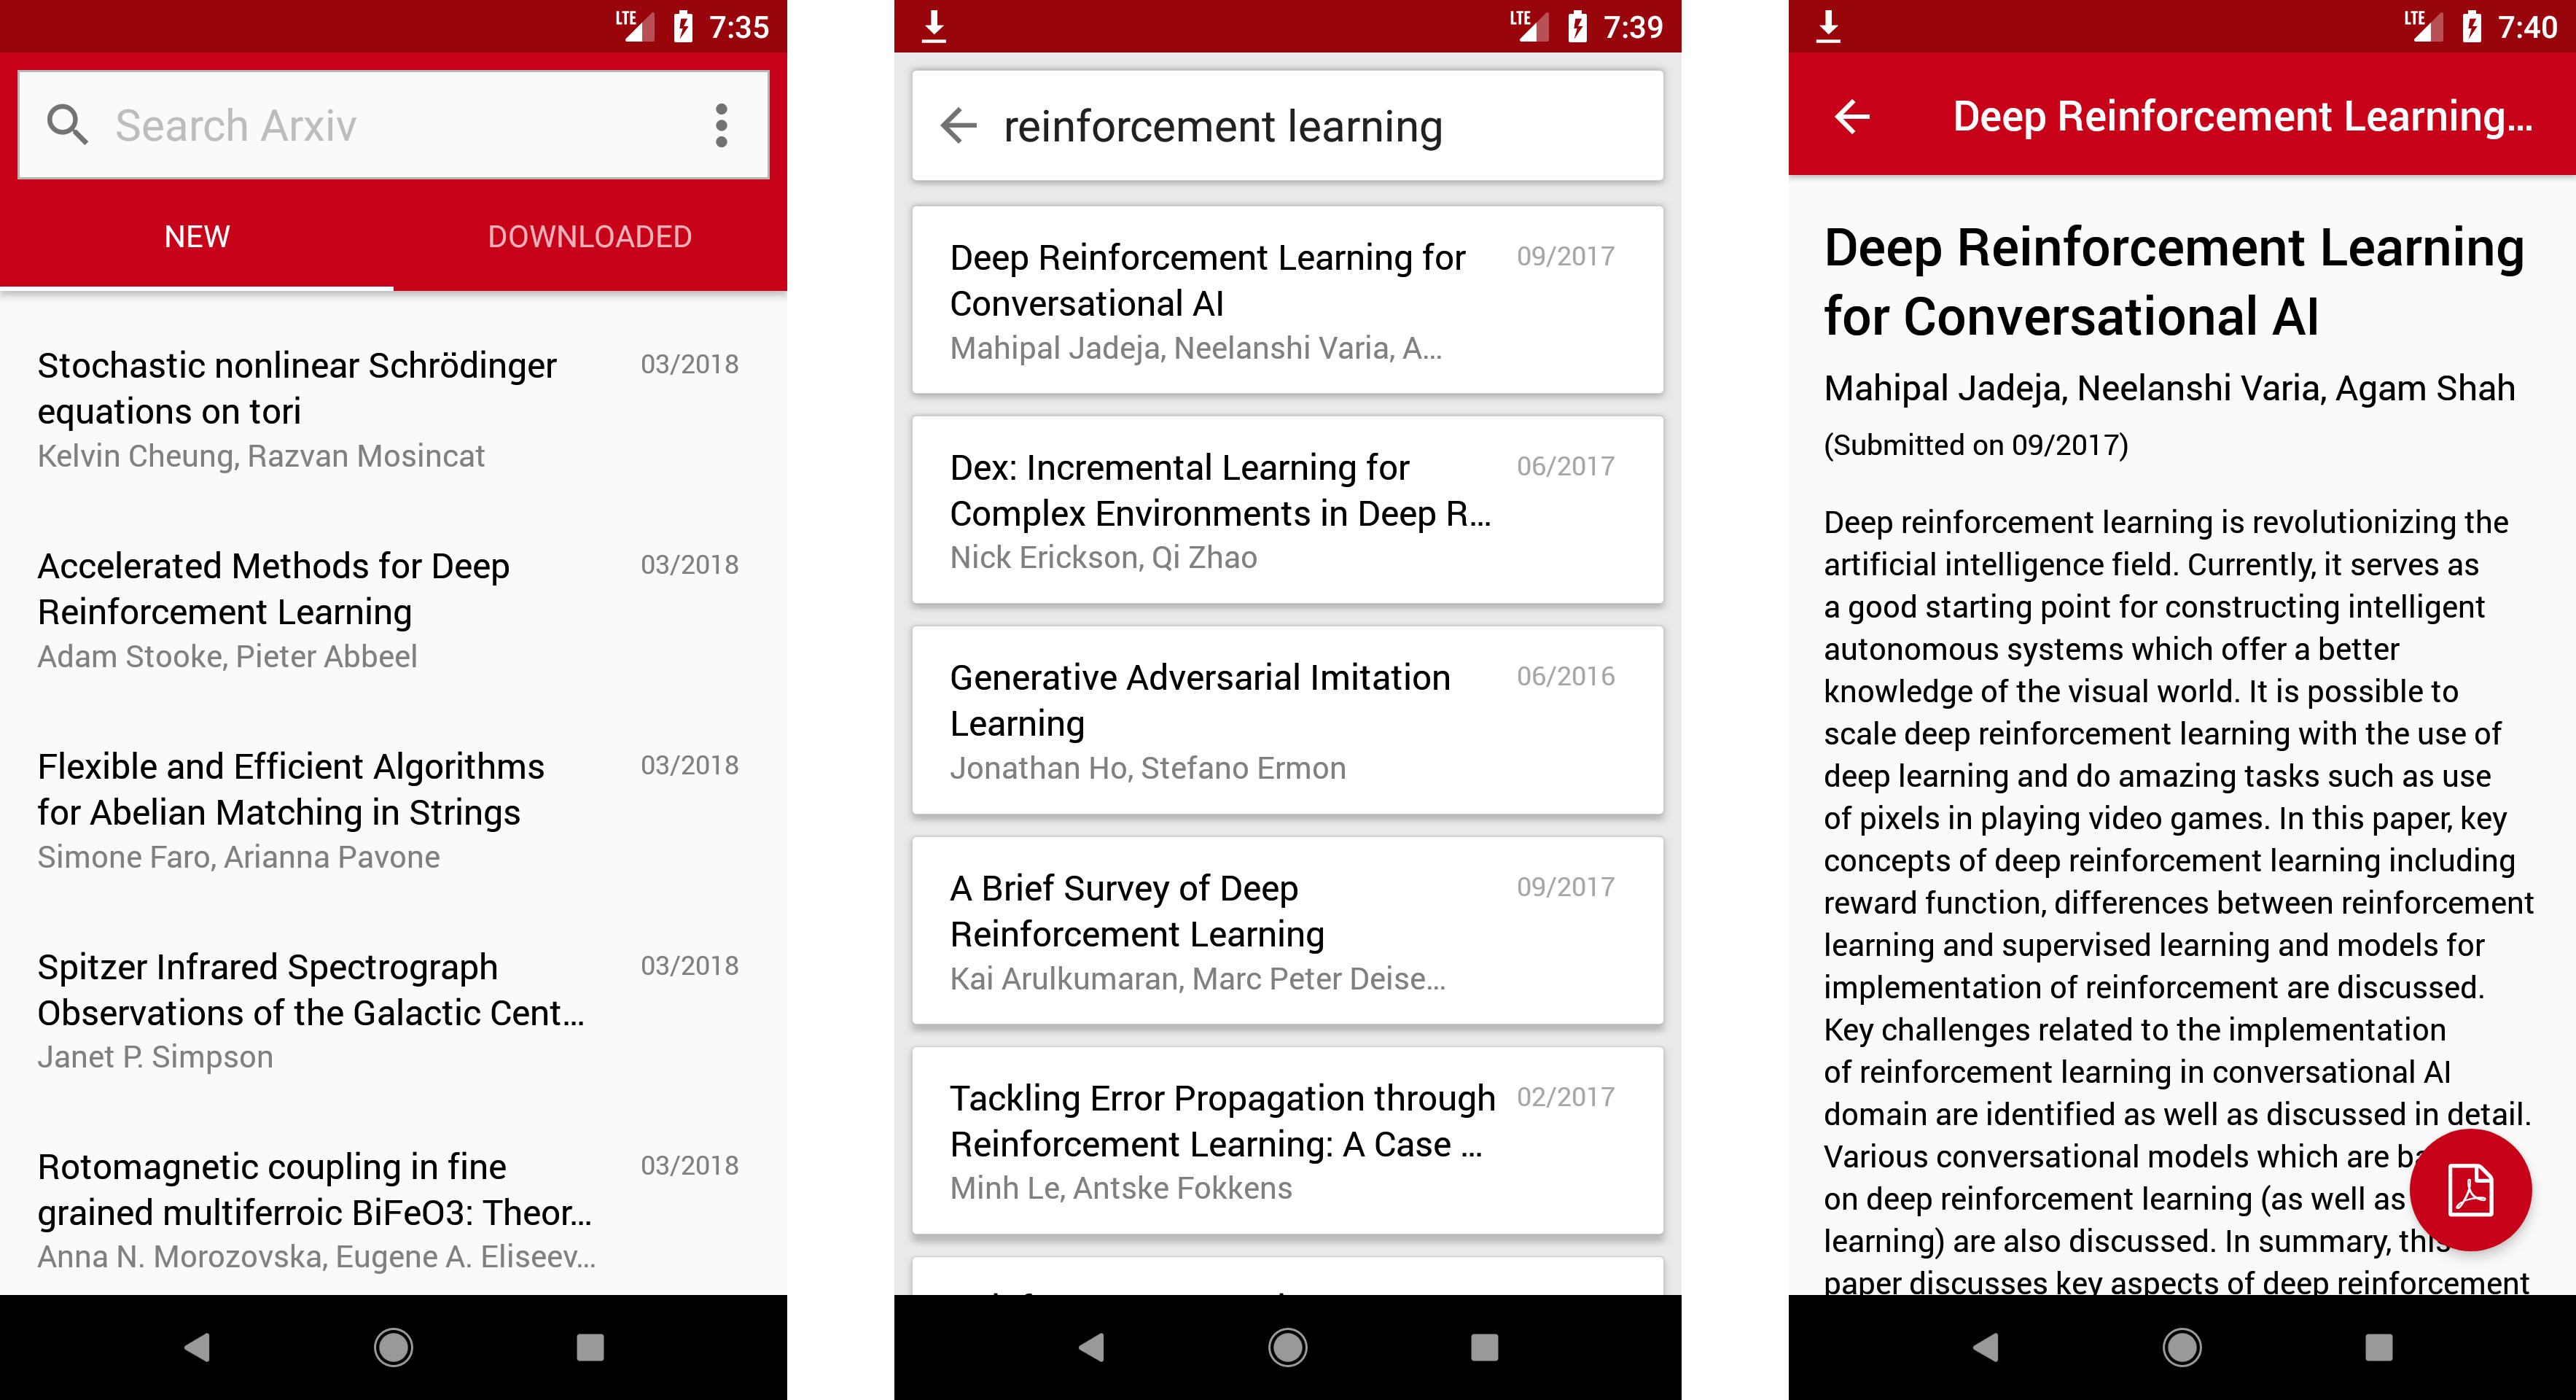 LTE 7:35
Search Arxiv
NEW DOWNLOADED
Stochastic nonlinear Schrödinger 03/2018
equations on tori
Kelvin Cheung, Razvan Mosincat
Accelerated Methods for Deep 03/2018
Reinforcement Learning
Adam Stooke, Pieter Abbeel
Flexible and Efficient Algorithms 03/2018
for Abelian Matching in Strings
Simone Faro, Arianna Pavone
Spitzer Infrared Spectrograph 03/2018
Observations of the Galactic Cent...
Janet P. Simpson
Rotomagnetic coupling in fine 03/2018
grained multiferroic BiFeO3: Theor...
Anna N. Morozovska, Eugene A. Eliseev...
LTE 7:39
reinforcement learning
Deep Reinforcement Learning for 09/2017
Conversational AI
Mahipal Jadeja, Neelanshi Varia, A...
Dex: Incremental Learning for 06/2017
Complex Environments in Deep R...
Nick Erickson, Qi Zhao
Generative Adversarial Imitation 06/2016
Learning
Jonathan Ho, Stefano Ermon
A Brief Survey of Deep 09/2017
Reinforcement Learning
Kai Arulkumaran, Marc Peter Deise...
Tackling Error Propagation through 02/2017
Reinforcement Learning: A Case ...
Minh Le, Antske Fokkens
LTE 7:40
Deep Reinforcement Learning...
Deep Reinforcement Learning
for Conversational AI
Mahipal Jadeja, Neelanshi Varia, Agam Shah
(Submitted on 09/2017)
Deep reinforcement learning is revolutionizing the
artificial intelligence field. Currently, it serves as
a good starting point for constructing intelligent
autonomous systems which offer a better
knowledge of the visual world. It is possible to
scale deep reinforcement learning with the use of
deep learning and do amazing tasks such as use
of pixels in playing video games. In this paper, key
concepts of deep reinforcement learning including
reward function, differences between reinforcement
learning and supervised learning and models for
implementation of reinforcement are discussed.
Key challenges related to the implementation
of reinforcement learning in conversational AI
domain are identified as well as discussed in detail.
Various conversational models which are
on deep reinforcement learning (as well as
learning) are also discussed. In summary, this
paper discusses key aspects of deep reinforcement